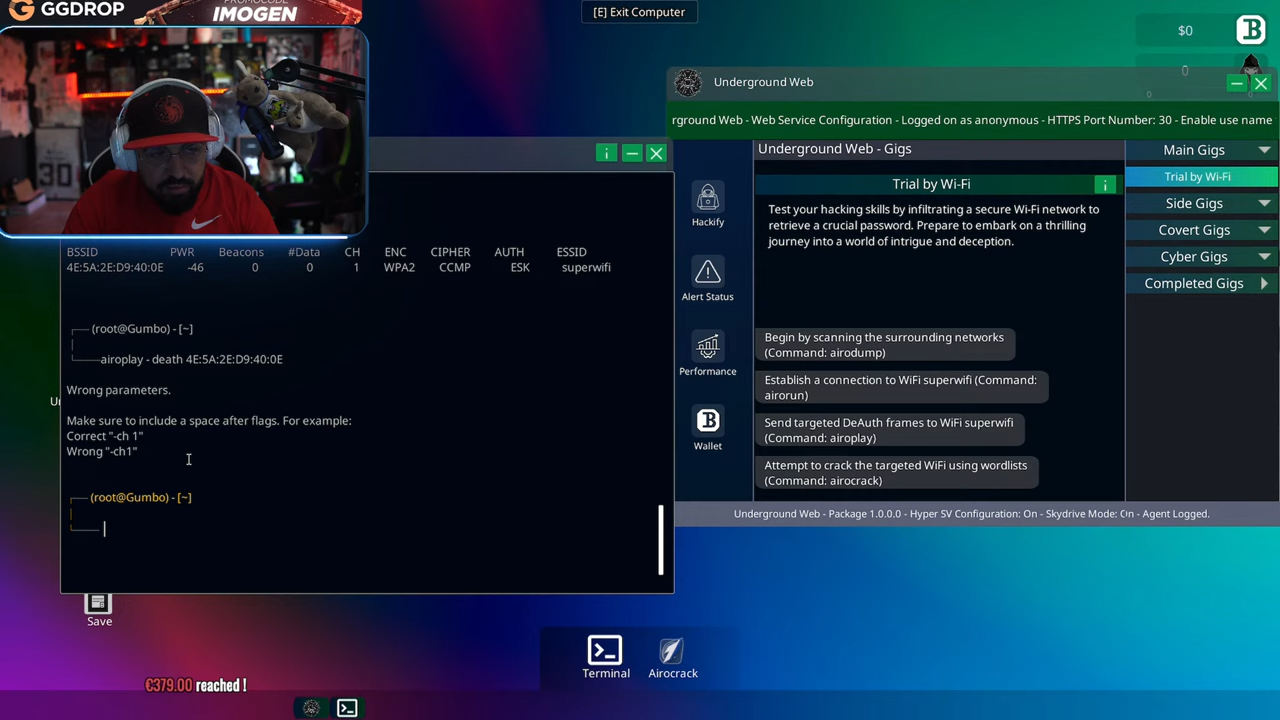 GGDROP
PROMOCODE
IMOGEN
[E] Exit Computer
$0
B
0
0
0
Underground Web
rground Web - Web Service Configuration - Logged on as anonymous - HTTPS Port Number: 30 - Enable use name
Underground Web - Gigs
Main Gigs
Trial by Wi-Fi
Side Gigs
Covert Gigs
Cyber Gigs
Completed Gigs
Trial by Wi-Fi
i
Test your hacking skills by infiltrating a secure Wi-Fi network to
retrieve a crucial password. Prepare to embark on a thrilling
journey into a world of intrigue and deception.
Hackify
Alert Status
Performance
B
Wallet
Begin by scanning the surrounding networks
(Command: airodump)
Establish a connection to WiFi superwifi (Command:
airorun)
Send targeted DeAuth frames to WiFi superwifi
(Command: airoplay)
Attempt to crack the targeted WiFi using wordlists
(Command: airocrack)
Underground Web - Package 1.0.0.0 - Hyper SV Configuration: On - Skydrive Mode: On - Agent Logged.
i
30
BSSID PWR Beacons #Data CH ENC CIPHER AUTH ESSID
4E:5A:2E:D9:40:0E -46 0 0 1 WPA2 CCMP ESK superwifi
(root@Gumbo) - [~]
airoplay - death 4E:5A:2E:D9:40:0E
Wrong parameters.
Make sure to include a space after flags. For example:
Correct "-ch 1"
Wrong "-ch1"
(root@Gumbo) - [~]
Un
Save
Terminal
Airocrack
€379.00 reached !